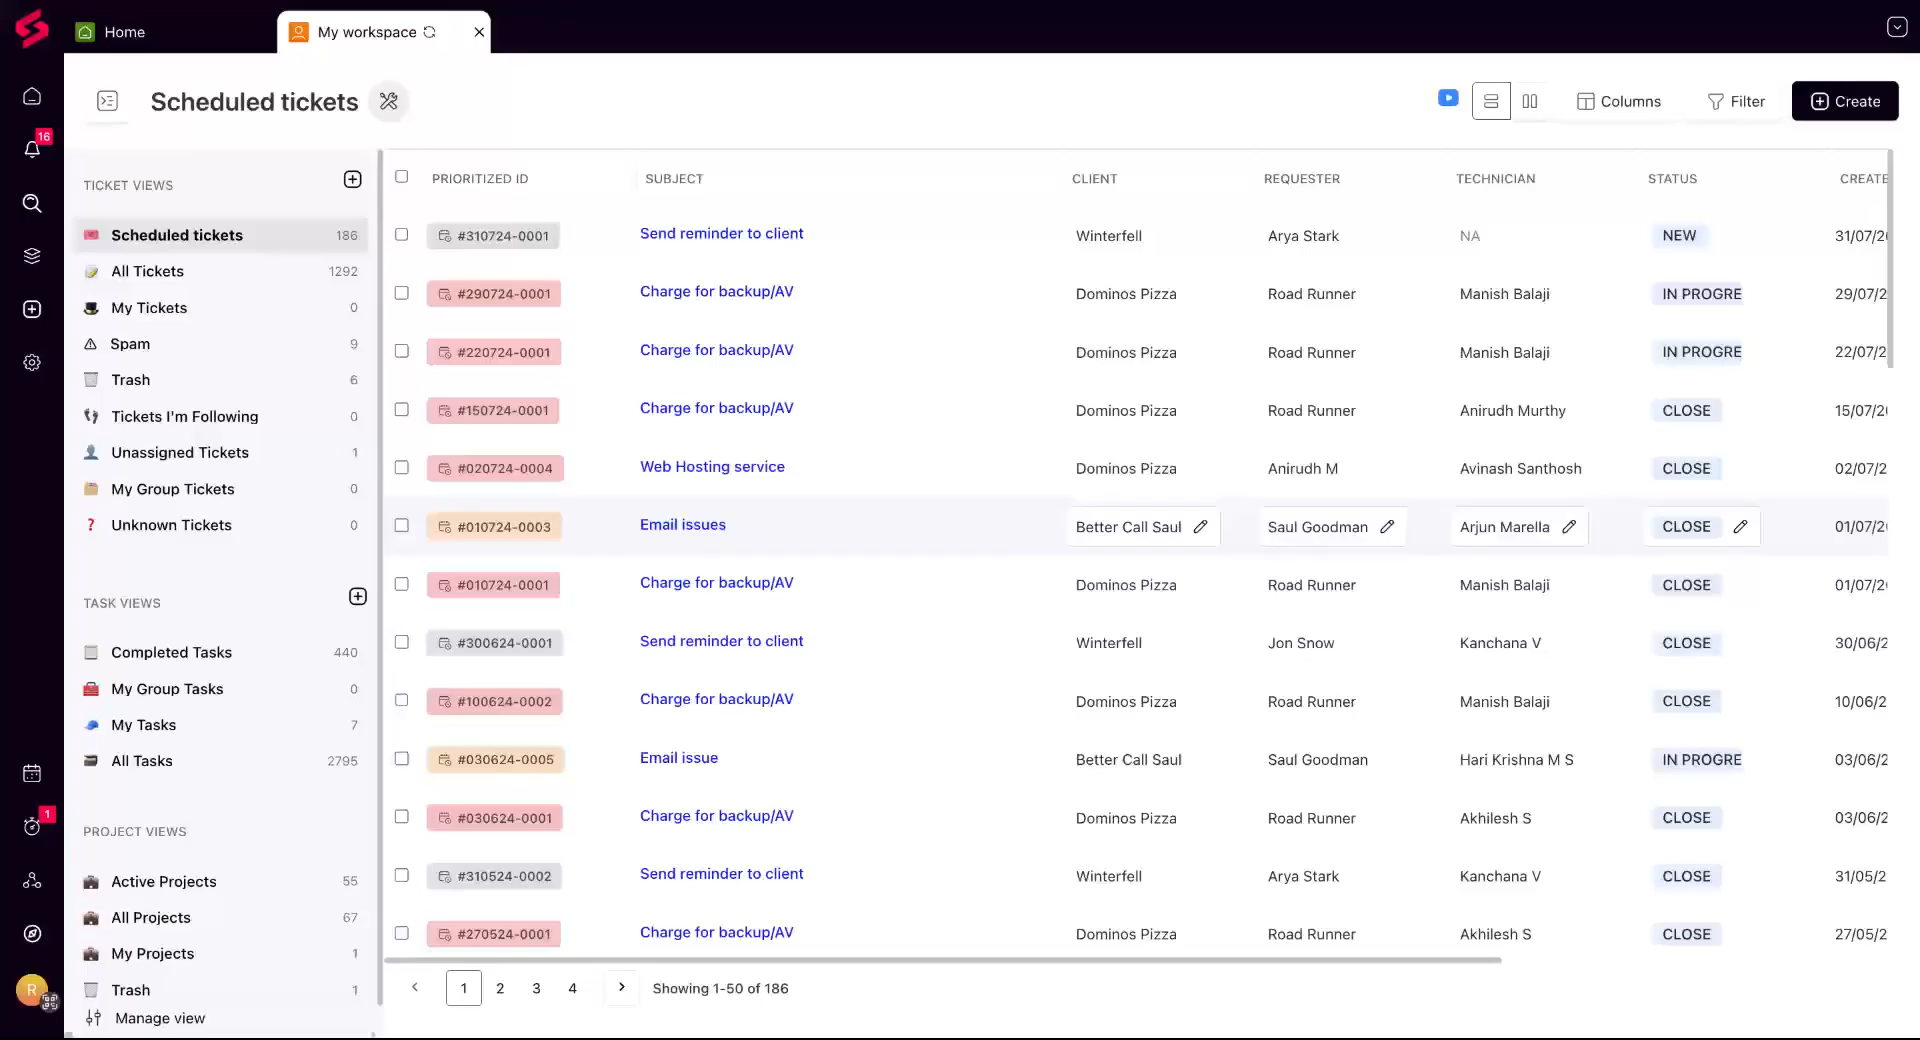 Home
My workspace
Scheduled tickets
Columns
Filter
Create
16
TICKET VIEWS
Scheduled tickets 186
All Tickets 1292
My Tickets 0
Spam 9
Trash 6
Tickets I'm Following 0
Unassigned Tickets 1
My Group Tickets 0
Unknown Tickets 0
TASK VIEWS
Completed Tasks 440
My Group Tasks 0
My Tasks 7
All Tasks 2795
PROJECT VIEWS
Active Projects 55
All Projects 67
My Projects 1
Trash 1
Manage view
1
R
PRIORITIZED ID SUBJECT CLIENT REQUESTER TECHNICIAN STATUS CREATE
#310724-0001 Send reminder to client Winterfell Arya Stark NA NEW 31/07/20
#290724-0001 Charge for backup/AV Dominos Pizza Road Runner Manish Balaji IN PROGRE 29/07/2
#220724-0001 Charge for backup/AV Dominos Pizza Road Runner Manish Balaji IN PROGRE 22/07/2
#150724-0001 Charge for backup/AV Dominos Pizza Road Runner Anirudh Murthy CLOSE 15/07/20
#020724-0004 Web Hosting service Dominos Pizza Anirudh M Avinash Santhosh CLOSE 02/07/2
#010724-0003 Email issues Better Call Saul Saul Goodman Arjun Marella CLOSE 01/07/20
#010724-0001 Charge for backup/AV Dominos Pizza Road Runner Manish Balaji CLOSE 01/07/20
#300624-0001 Send reminder to client Winterfell Jon Snow Kanchana V CLOSE 30/06/2
#100624-0002 Charge for backup/AV Dominos Pizza Road Runner Manish Balaji CLOSE 10/06/2
#030624-0005 Email issue Better Call Saul Saul Goodman Hari Krishna M S IN PROGRE 03/06/2
#030624-0001 Charge for backup/AV Dominos Pizza Road Runner Akhilesh S CLOSE 03/06/2
#310524-0002 Send reminder to client Winterfell Arya Stark Kanchana V CLOSE 31/05/2
#270524-0001 Charge for backup/AV Dominos Pizza Road Runner Akhilesh S CLOSE 27/05/2
1 2 3 4 Showing 1-50 of 186